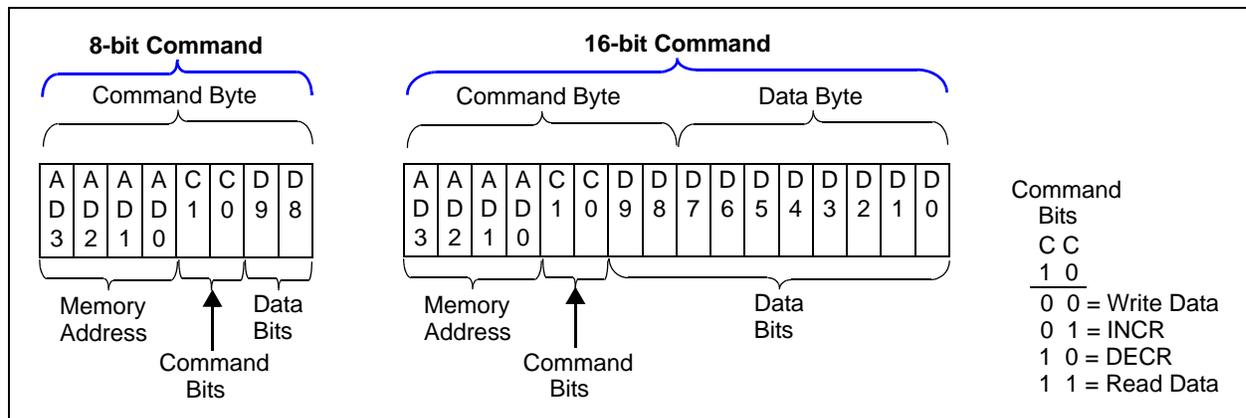 8-bit Command
16-bit Command
Command Byte
Command Byte
Data Byte
A A A A C C D D
D D D D 1 0 9 8
3 2 1 0
A A A A C C D D D D D D D D D D
D D D D 1 0 9 8 7 6 5 4 3 2 1 0
3 2 1 0
Memory
Address
Data
Bits
Command
Bits
Memory
Address
Data
Bits
Command
Bits
Command
Bits
C C
1 0
0 0 = Write Data
0 1 = INCR
1 0 = DECR
1 1 = Read Data